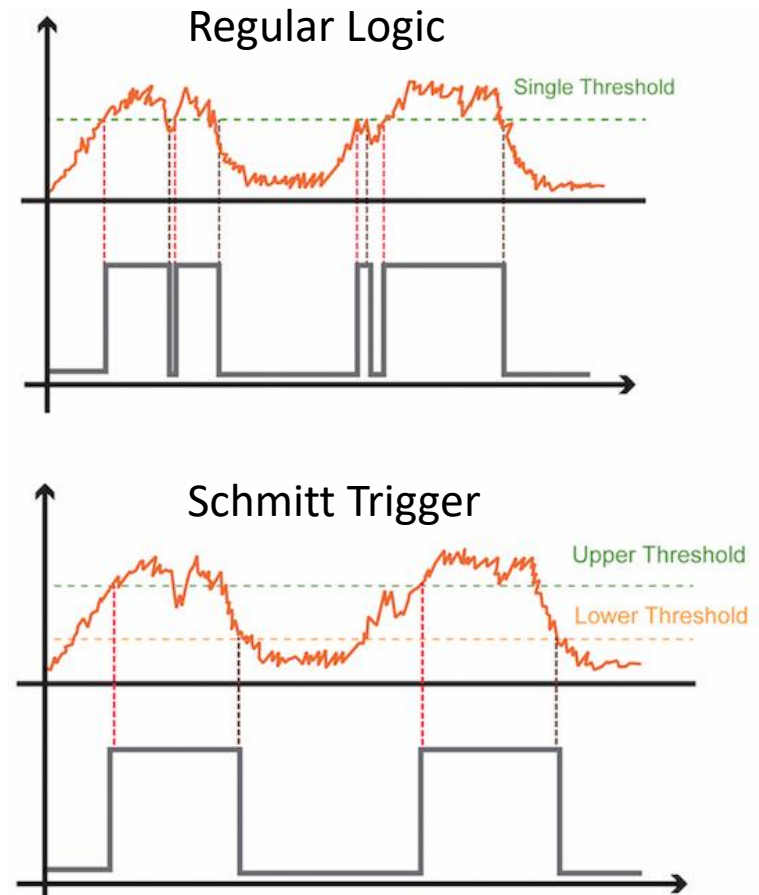 Regular Logic
Single Threshold
Schmitt Trigger
Upper Threshold
Lower Threshold